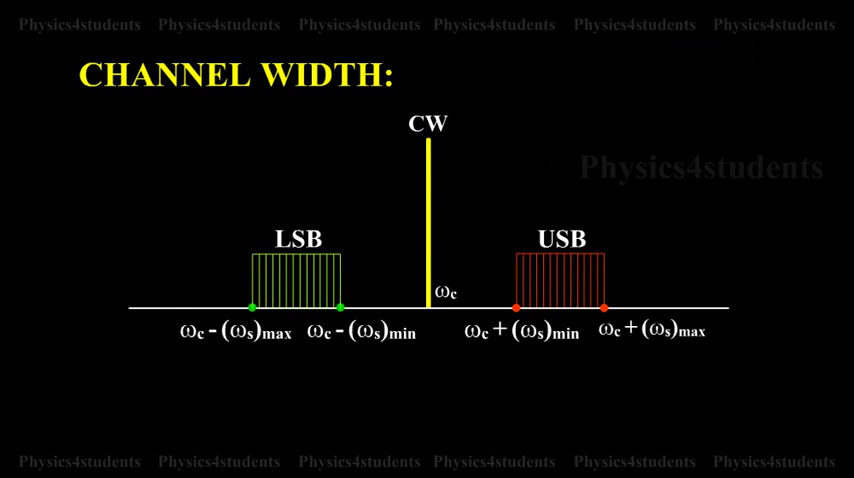 Physics4students Physics4students Physics4students Physics4students Physics4students Physics4students
CHANNEL WIDTH:
CW
Physics4students
LSB
USB
ωc
ωc - (ωs)max
ωc - (ωs)min
ωc + (ωs)min
ωc + (ωs)max
Physics4students Physics4students Physics4students Physics4students Physics4students Physics4students